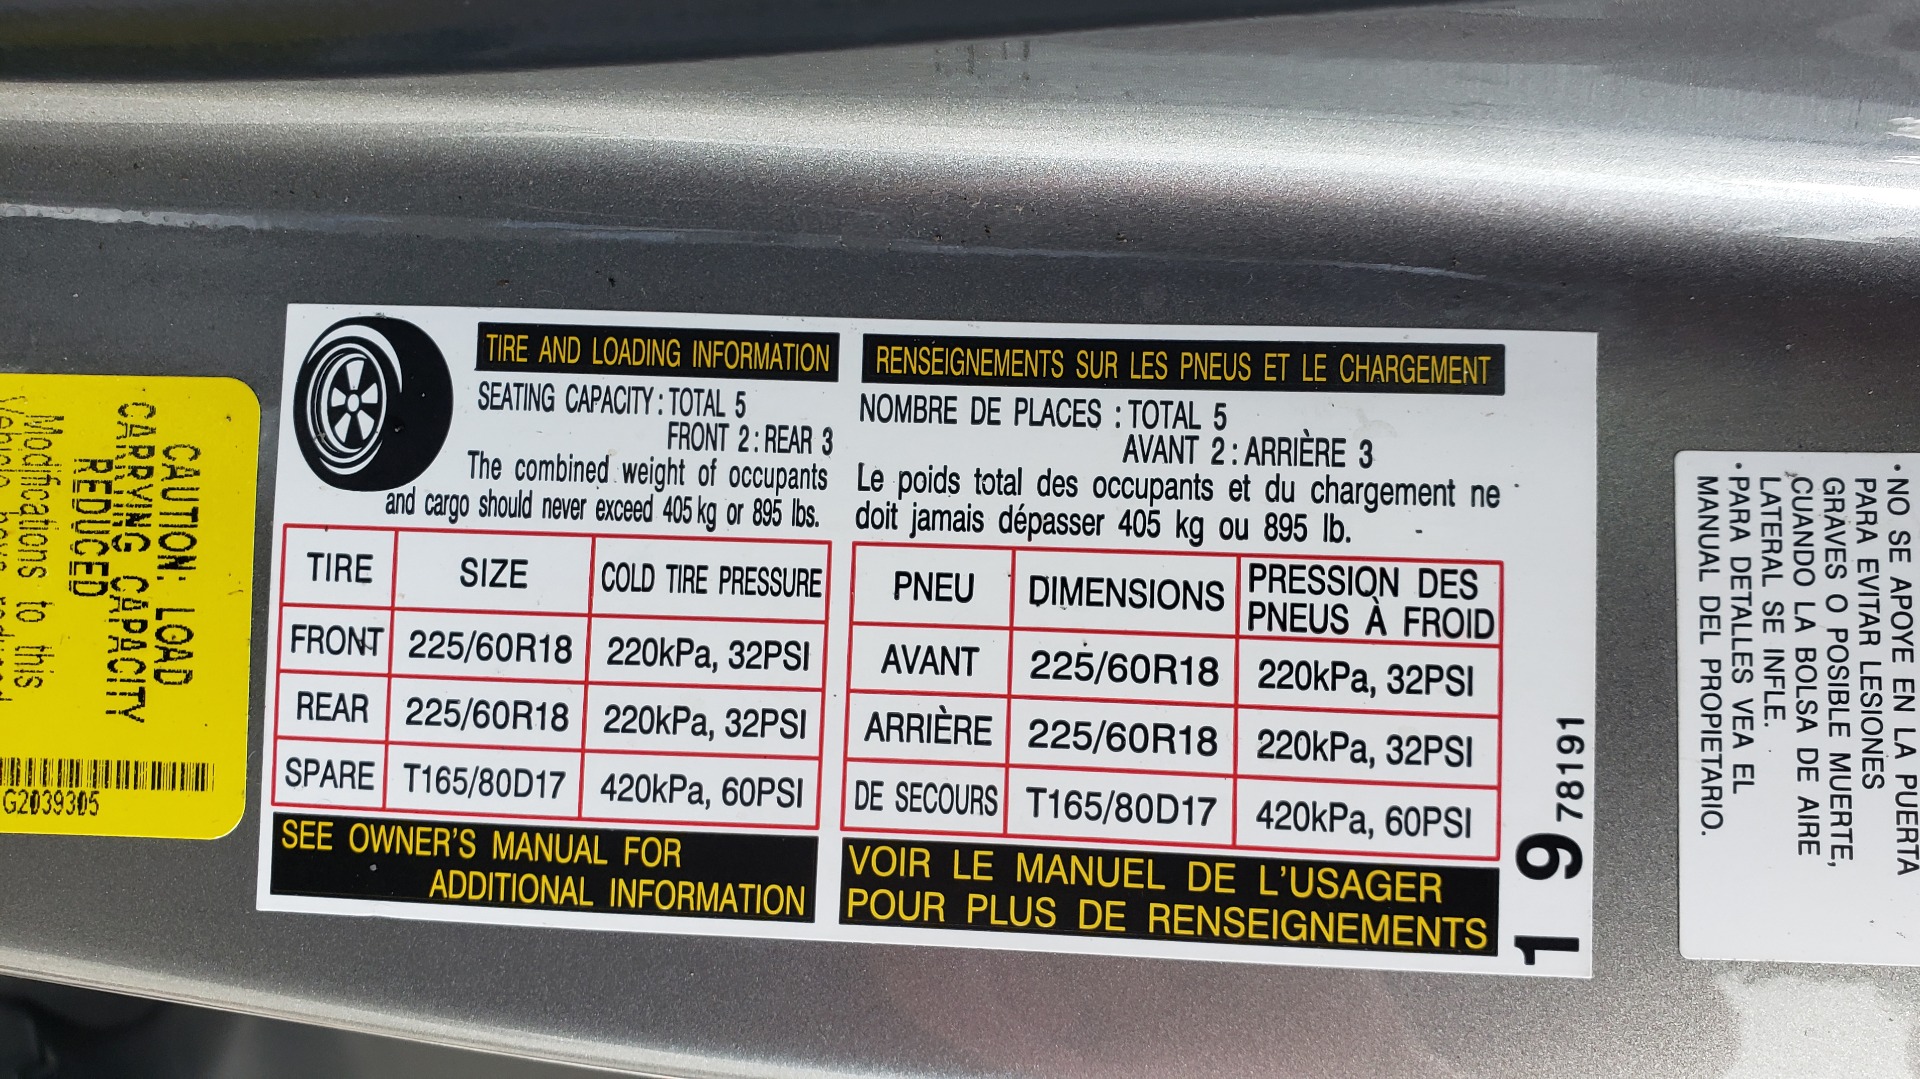 CAUTION: LOAD
CARRYING CAPACITY
REDUCED
Modifications to this
G2039305
TIRE AND LOADING INFORMATION
SEATING CAPACITY : TOTAL 5
FRONT 2 : REAR 3
The combined weight of occupants
and cargo should never exceed 405 kg or 895 lbs.
TIRE SIZE COLD TIRE PRESSURE
FRONT 225/60R18 220kPa, 32PSI
REAR 225/60R18 220kPa, 32PSI
SPARE T165/80D17 420kPa, 60PSI
SEE OWNER'S MANUAL FOR
ADDITIONAL INFORMATION
RENSEIGNEMENTS SUR LES PNEUS ET LE CHARGEMENT
NOMBRE DE PLACES : TOTAL 5
AVANT 2 : ARRIÈRE 3
Le poids total des occupants et du chargement ne
doit jamais dépasser 405 kg ou 895 lb.
PNEU DIMENSIONS PRESSION DES
PNEUS À FROID
AVANT 225/60R18 220kPa, 32PSI
ARRIÈRE 225/60R18 220kPa, 32PSI
DE SECOURS T165/80D17 420kPa, 60PSI
VOIR LE MANUEL DE L'USAGER
POUR PLUS DE RENSEIGNEMENTS
19 78191
• NO SE APOYE EN LA PUERTA
PARA EVITAR LESIONES
GRAVES O POSIBLE MUERTE,
CUANDO LA BOLSA DE AIRE
LATERAL SE INFLE.
• PARA DETALLES VEA EL
MANUAL DEL PROPIETARIO.